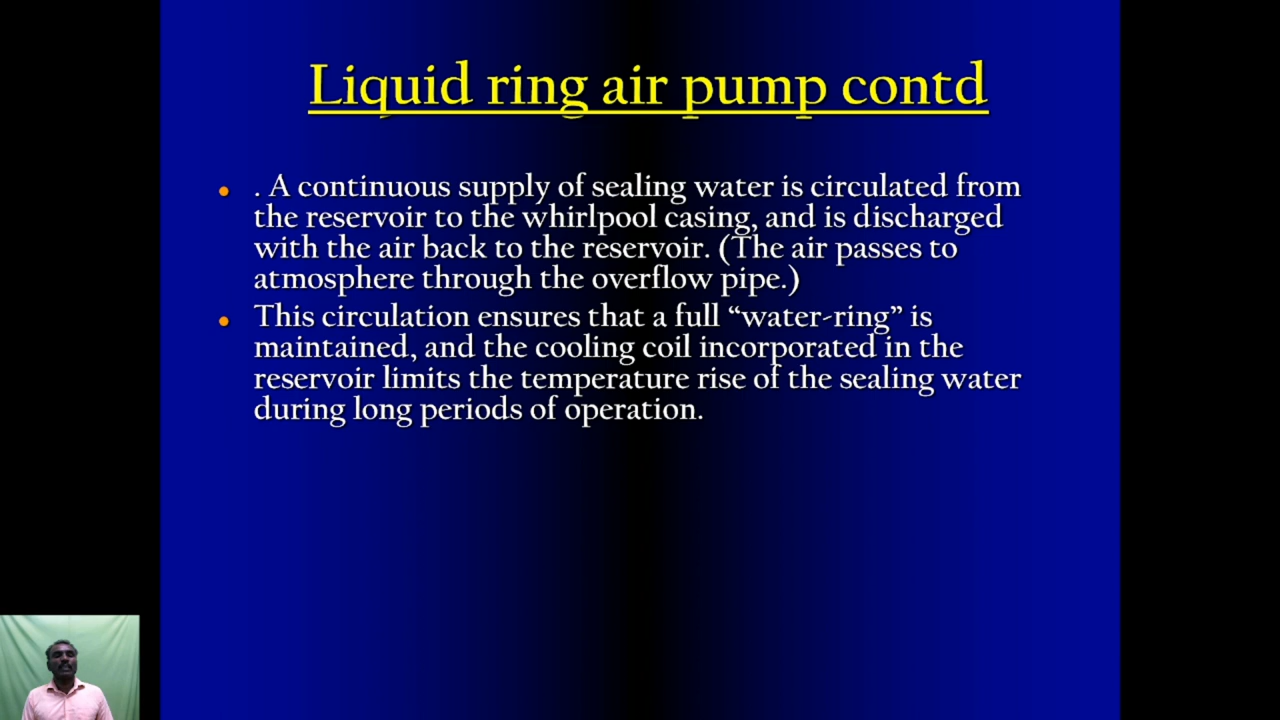 Liquid ring air pump contd
. A continuous supply of sealing water is circulated from
the reservoir to the whirlpool casing, and is discharged
with the air back to the reservoir. (The air passes to
atmosphere through the overflow pipe.)
This circulation ensures that a full “water-ring” is
maintained, and the cooling coil incorporated in the
reservoir limits the temperature rise of the sealing water
during long periods of operation.